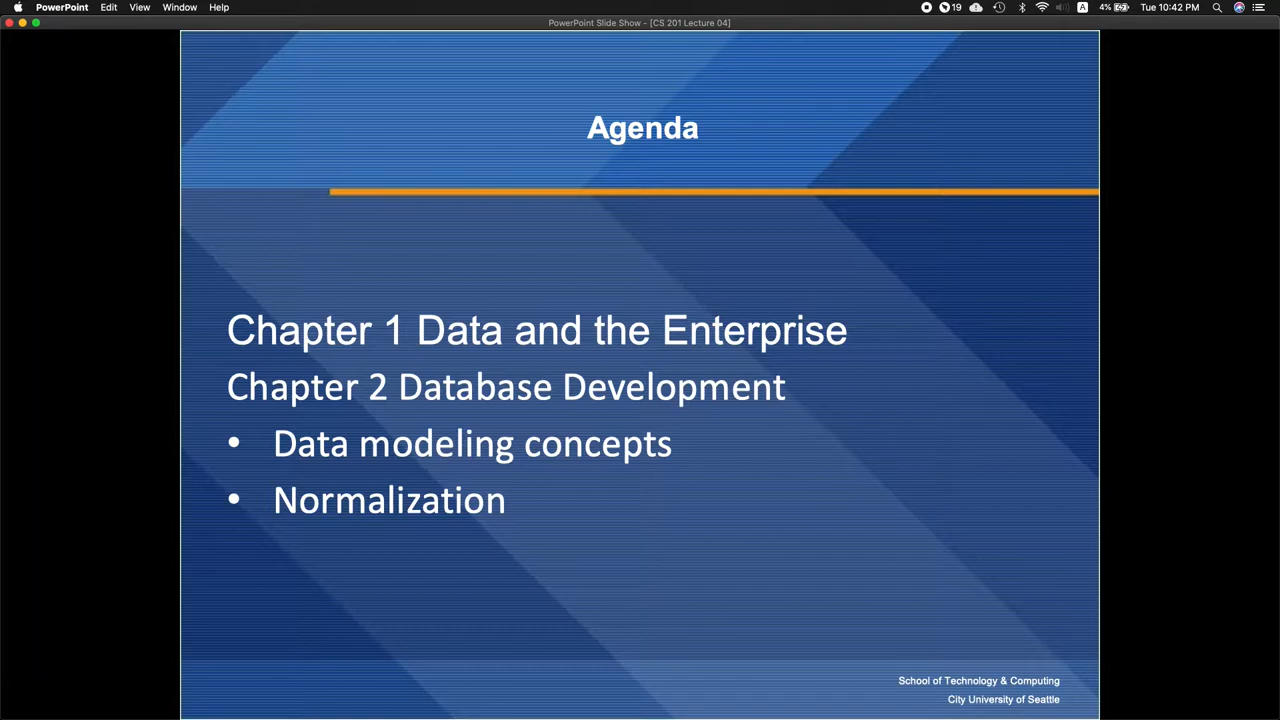 PowerPoint Edit View Window Help 19 A 4% Tue 10:42 PM
PowerPoint Slide Show - [CS 201 Lecture 04]
Agenda
Chapter 1 Data and the Enterprise
Chapter 2 Database Development
• Data modeling concepts
• Normalization
School of Technology & Computing
City University of Seattle